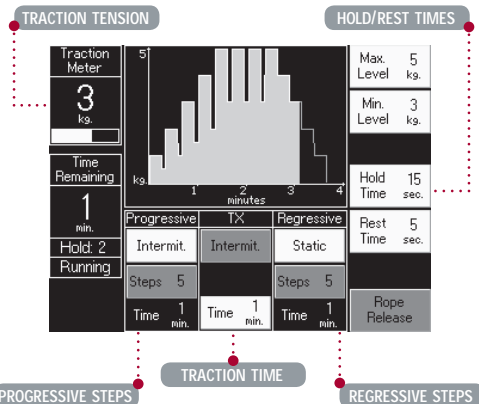 TRACTION TENSION
HOLD/REST TIMES
Traction
Meter
3
kg.
Time
Remaining
1
min.
Hold: 2
Running
5
kg.
1 2 3 4
minutes
Progressive TX Regressive
Intermit. Intermit. Static
Steps 5 Steps 5
Time 1 min. Time 1 min. Time 1 min.
Max. Level 5 kg.
Min. Level 3 kg.
Hold Time 15 sec.
Rest Time 5 sec.
Rope
Release
TRACTION TIME
PROGRESSIVE STEPS
REGRESSIVE STEPS